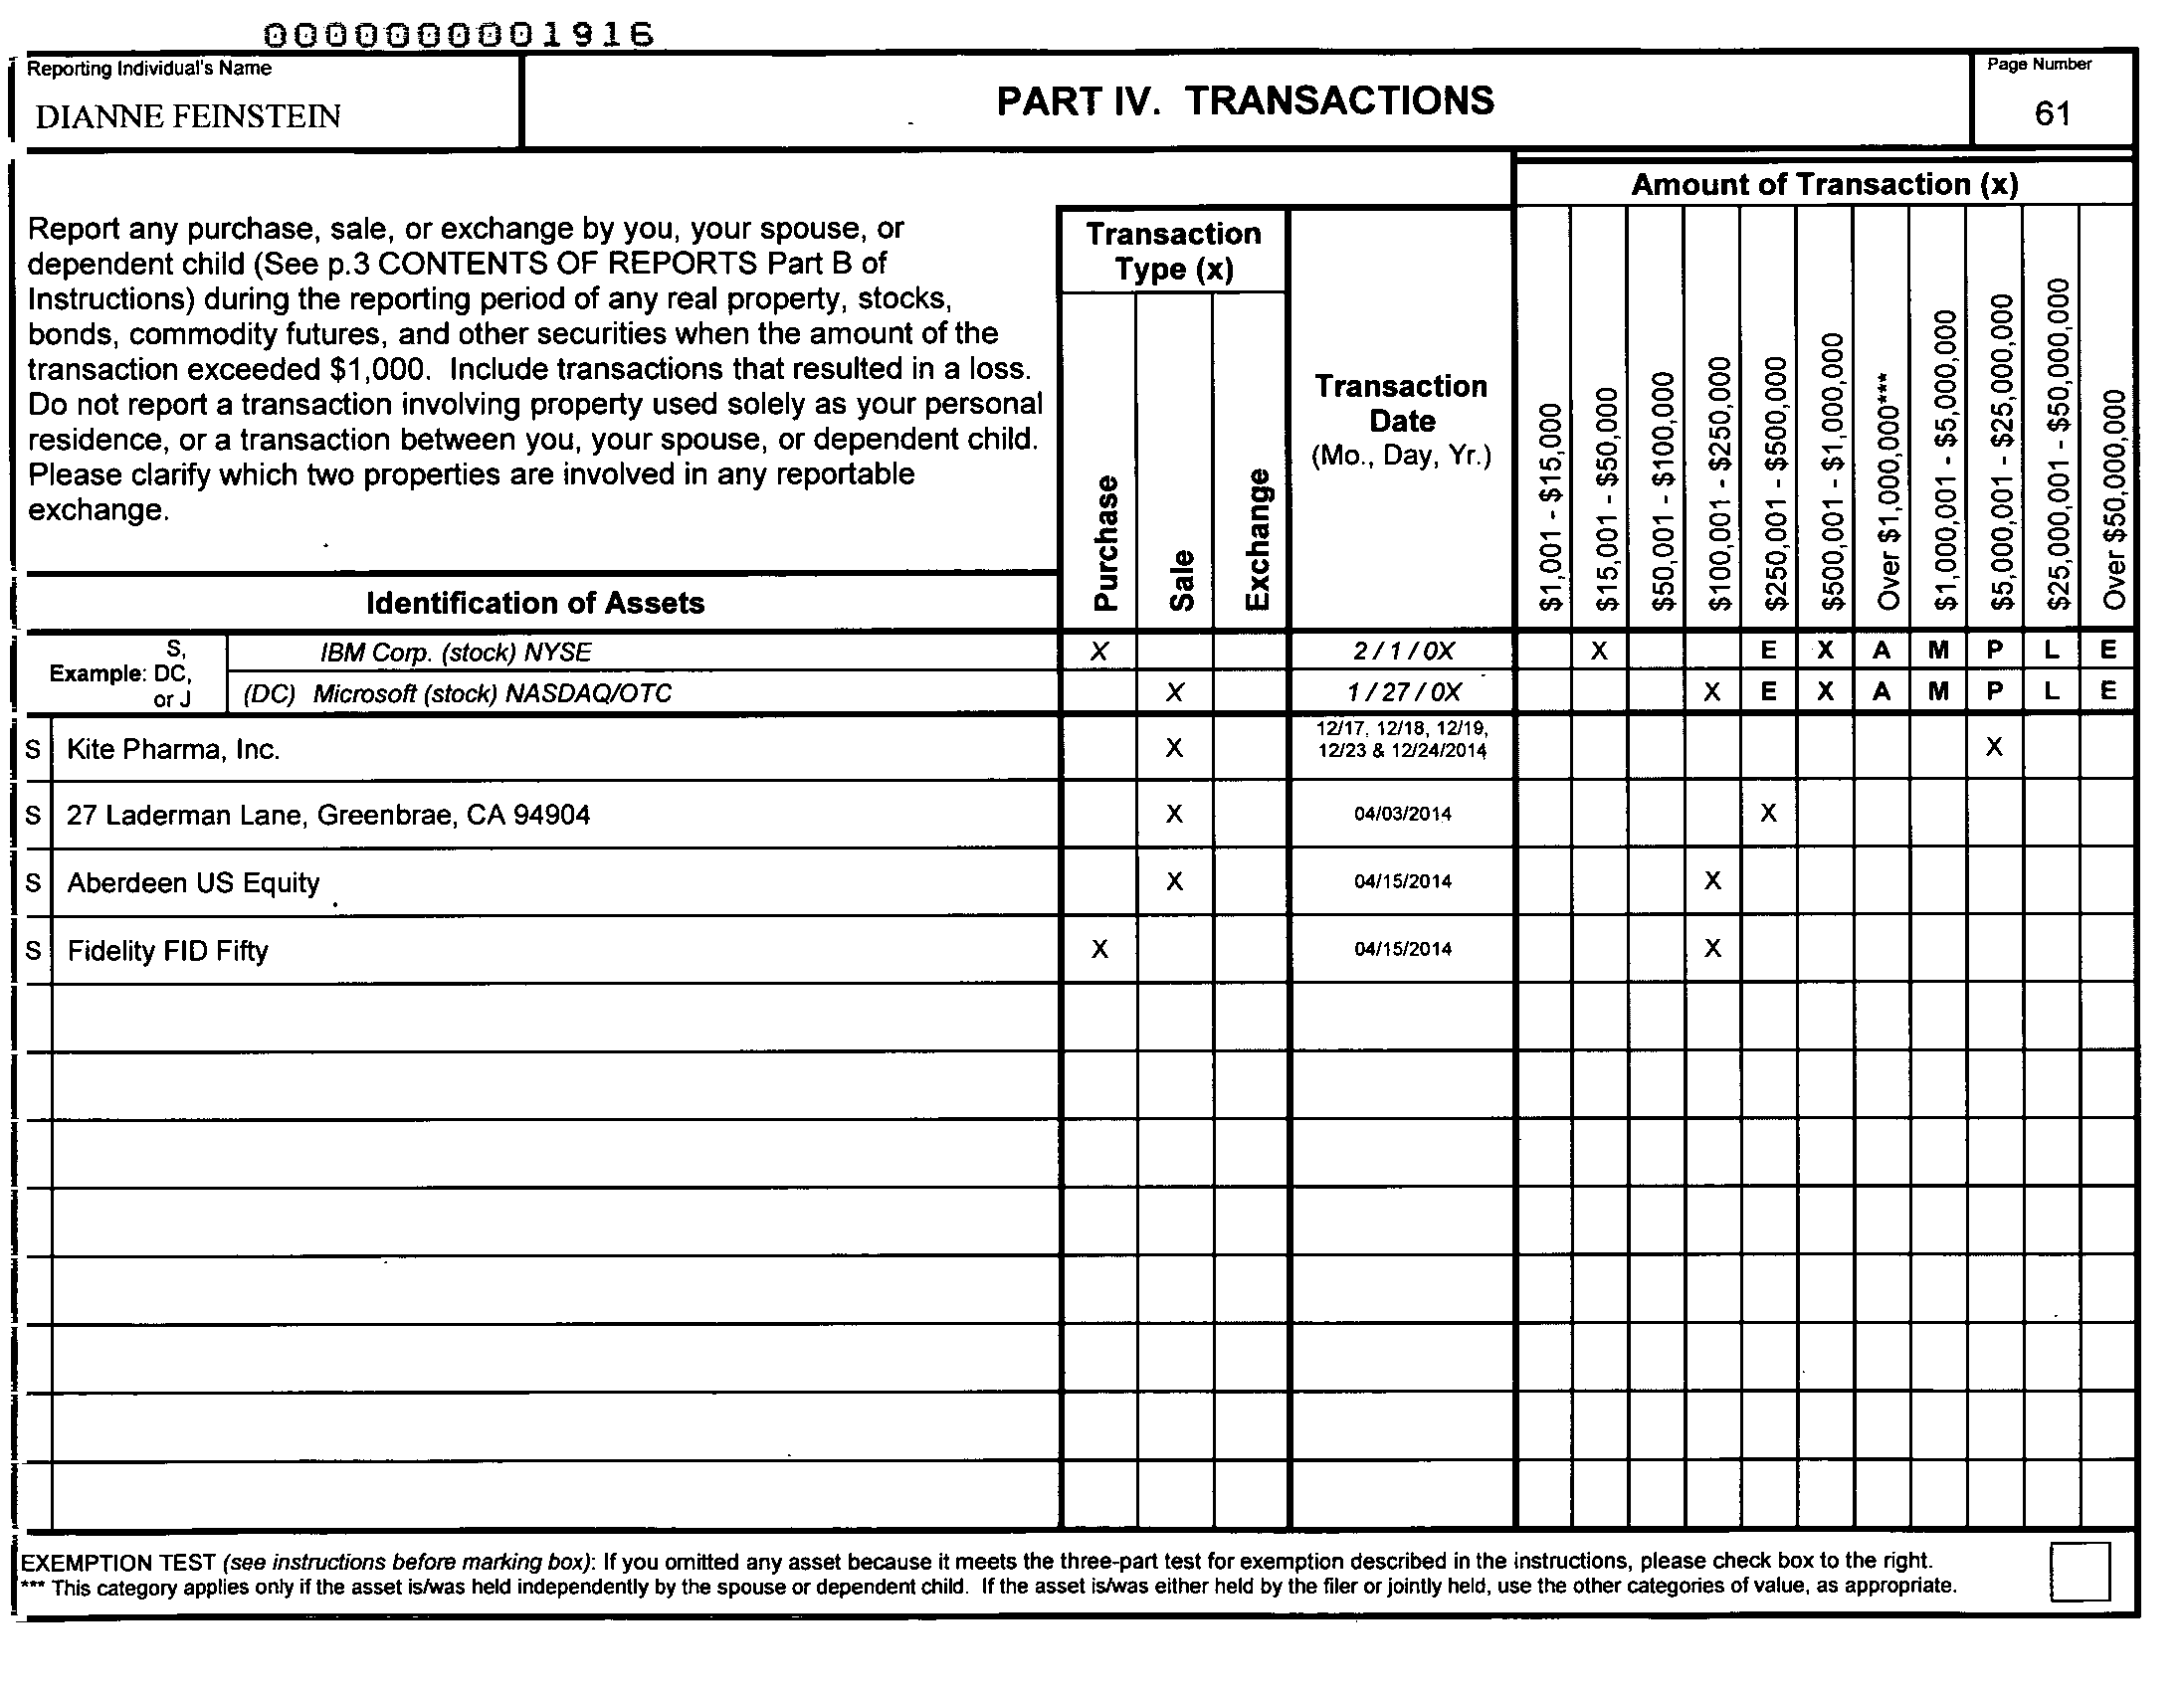 0000000001916
Reporting Individual's Name
DIANNE FEINSTEIN
PART IV. TRANSACTIONS
Page Number
61
Amount of Transaction (x)
Report any purchase, sale, or exchange by you, your spouse, or
dependent child (See p.3 CONTENTS OF REPORTS Part B of
Instructions) during the reporting period of any real property, stocks,
bonds, commodity futures, and other securities when the amount of the
transaction exceeded $1,000. Include transactions that resulted in a loss.
Do not report a transaction involving property used solely as your personal
residence, or a transaction between you, your spouse, or dependent child.
Please clarify which two properties are involved in any reportable
exchange.
Transaction
Type (x)
Transaction
Date
(Mo., Day, Yr.)
Identification of Assets
Purchase
Sale
Exchange
$1,001 - $15,000
$15,001 - $50,000
$50,001 - $100,000
$100,001 - $250,000
$250,001 - $500,000
$500,001 - $1,000,000
Over $1,000,000***
$1,000,001 - $5,000,000
$5,000,001 - $25,000,000
$25,000,001 - $50,000,000
Over $50,000,000
Example:
S,
DC,
or J
IBM Corp. (stock) NYSE X 2 / 1 / 0X X E X A M P L E
(DC) Microsoft (stock) NASDAQ/OTC X 1 / 27 / 0X X E X A M P L E
S Kite Pharma, Inc. X 12/17, 12/18, 12/19,
12/23 & 12/24/2014 X
S 27 Laderman Lane, Greenbrae, CA 94904 X 04/03/2014 X
S Aberdeen US Equity X 04/15/2014 X
S Fidelity FID Fifty X 04/15/2014 X
EXEMPTION TEST (see instructions before marking box): If you omitted any asset because it meets the three-part test for exemption described in the instructions, please check box to the right.
*** This category applies only if the asset is/was held independently by the spouse or dependent child. If the asset is/was either held by the filer or jointly held, use the other categories of value, as appropriate.